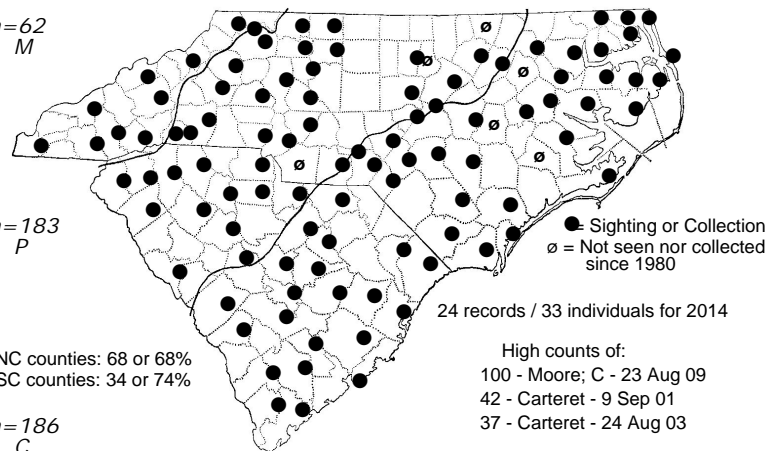 n=62
M
n=183
P
● = Sighting or Collection
ø = Not seen nor collected
since 1980
24 records / 33 individuals for 2014
NC counties: 68 or 68%
SC counties: 34 or 74%
High counts of:
100 - Moore; C - 23 Aug 09
42 - Carteret - 9 Sep 01
37 - Carteret - 24 Aug 03
n=186
C